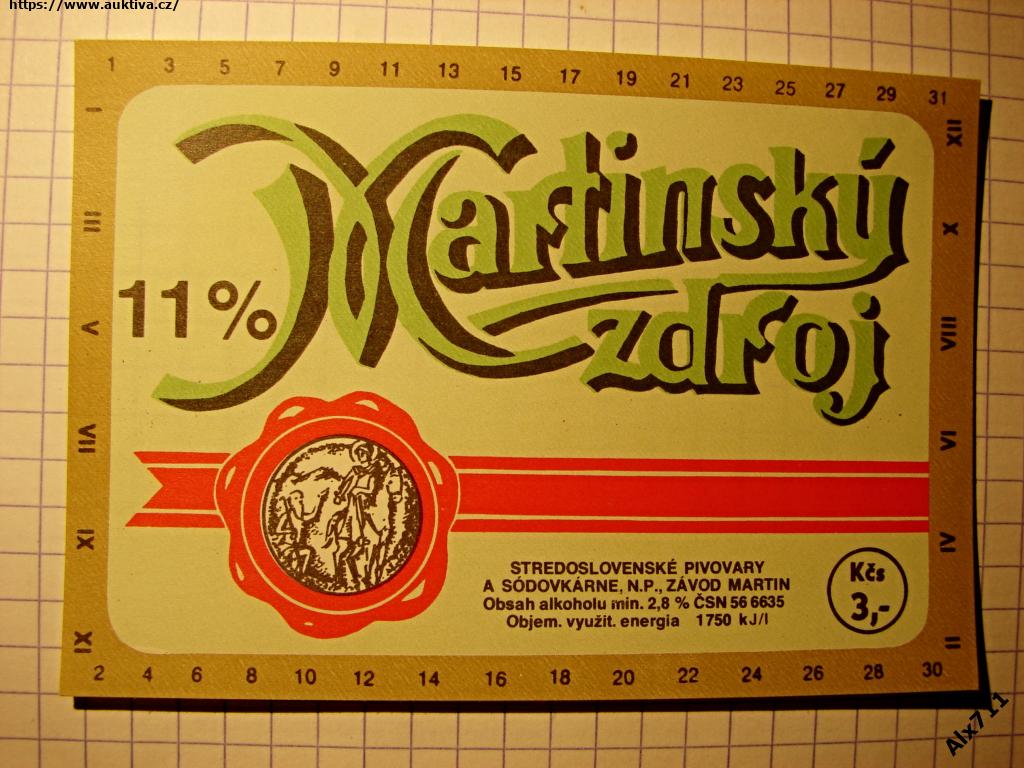 https://www.auktiva.cz/
1 3 5 7 9 11 13 15 17 19 21 23 25 27 29 31
I III V VII XI IX
XII X VIII VI IV II
Martinský
zdroj
11%
STREDOSLOVENSKÉ PIVOVARY
A SÓDOVKÁRNE, N.P., ZÁVOD MARTIN
Obsah alkoholu min. 2,8 % ČSN 56 6635
Objem. využit. energia 1750 kJ/l
Kčs
3,-
2 4 6 8 10 12 14 16 18 20 22 24 26 28 30
Alx711